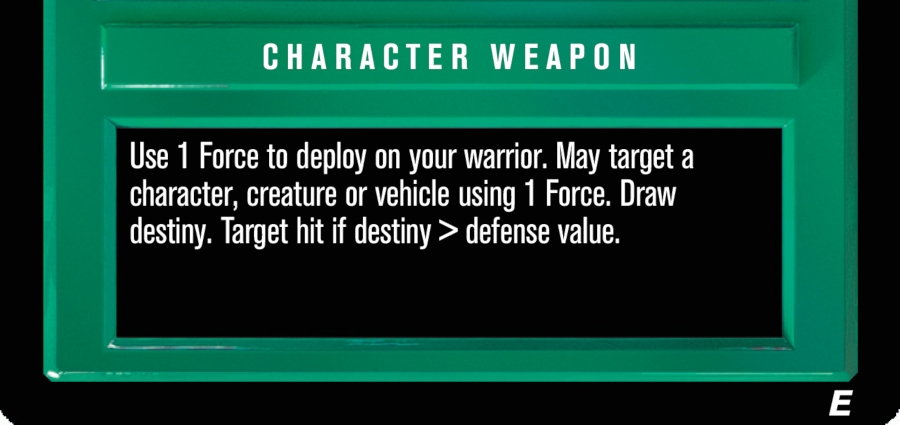 CHARACTER WEAPON
Use 1 Force to deploy on your warrior. May target a
character, creature or vehicle using 1 Force. Draw
destiny. Target hit if destiny > defense value.
E